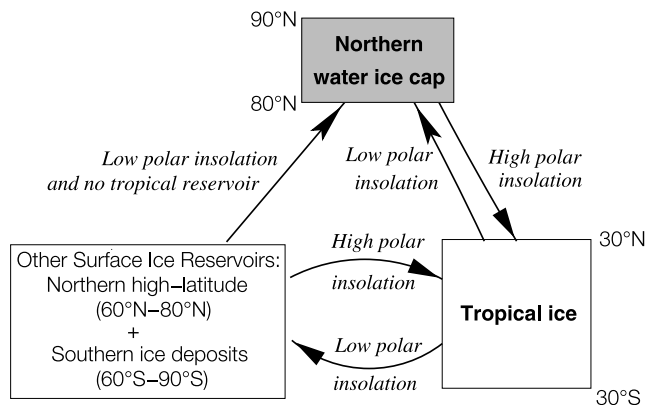 90°N
Northern
water ice cap
80°N
Low polar insolation
and no tropical reservoir
Low polar
insolation
High polar
insolation
Other Surface Ice Reservoirs:
Northern high–latitude
(60°N–80°N)
+
Southern ice deposits
(60°S–90°S)
High polar
insolation
Low polar
insolation
30°N
Tropical ice
30°S